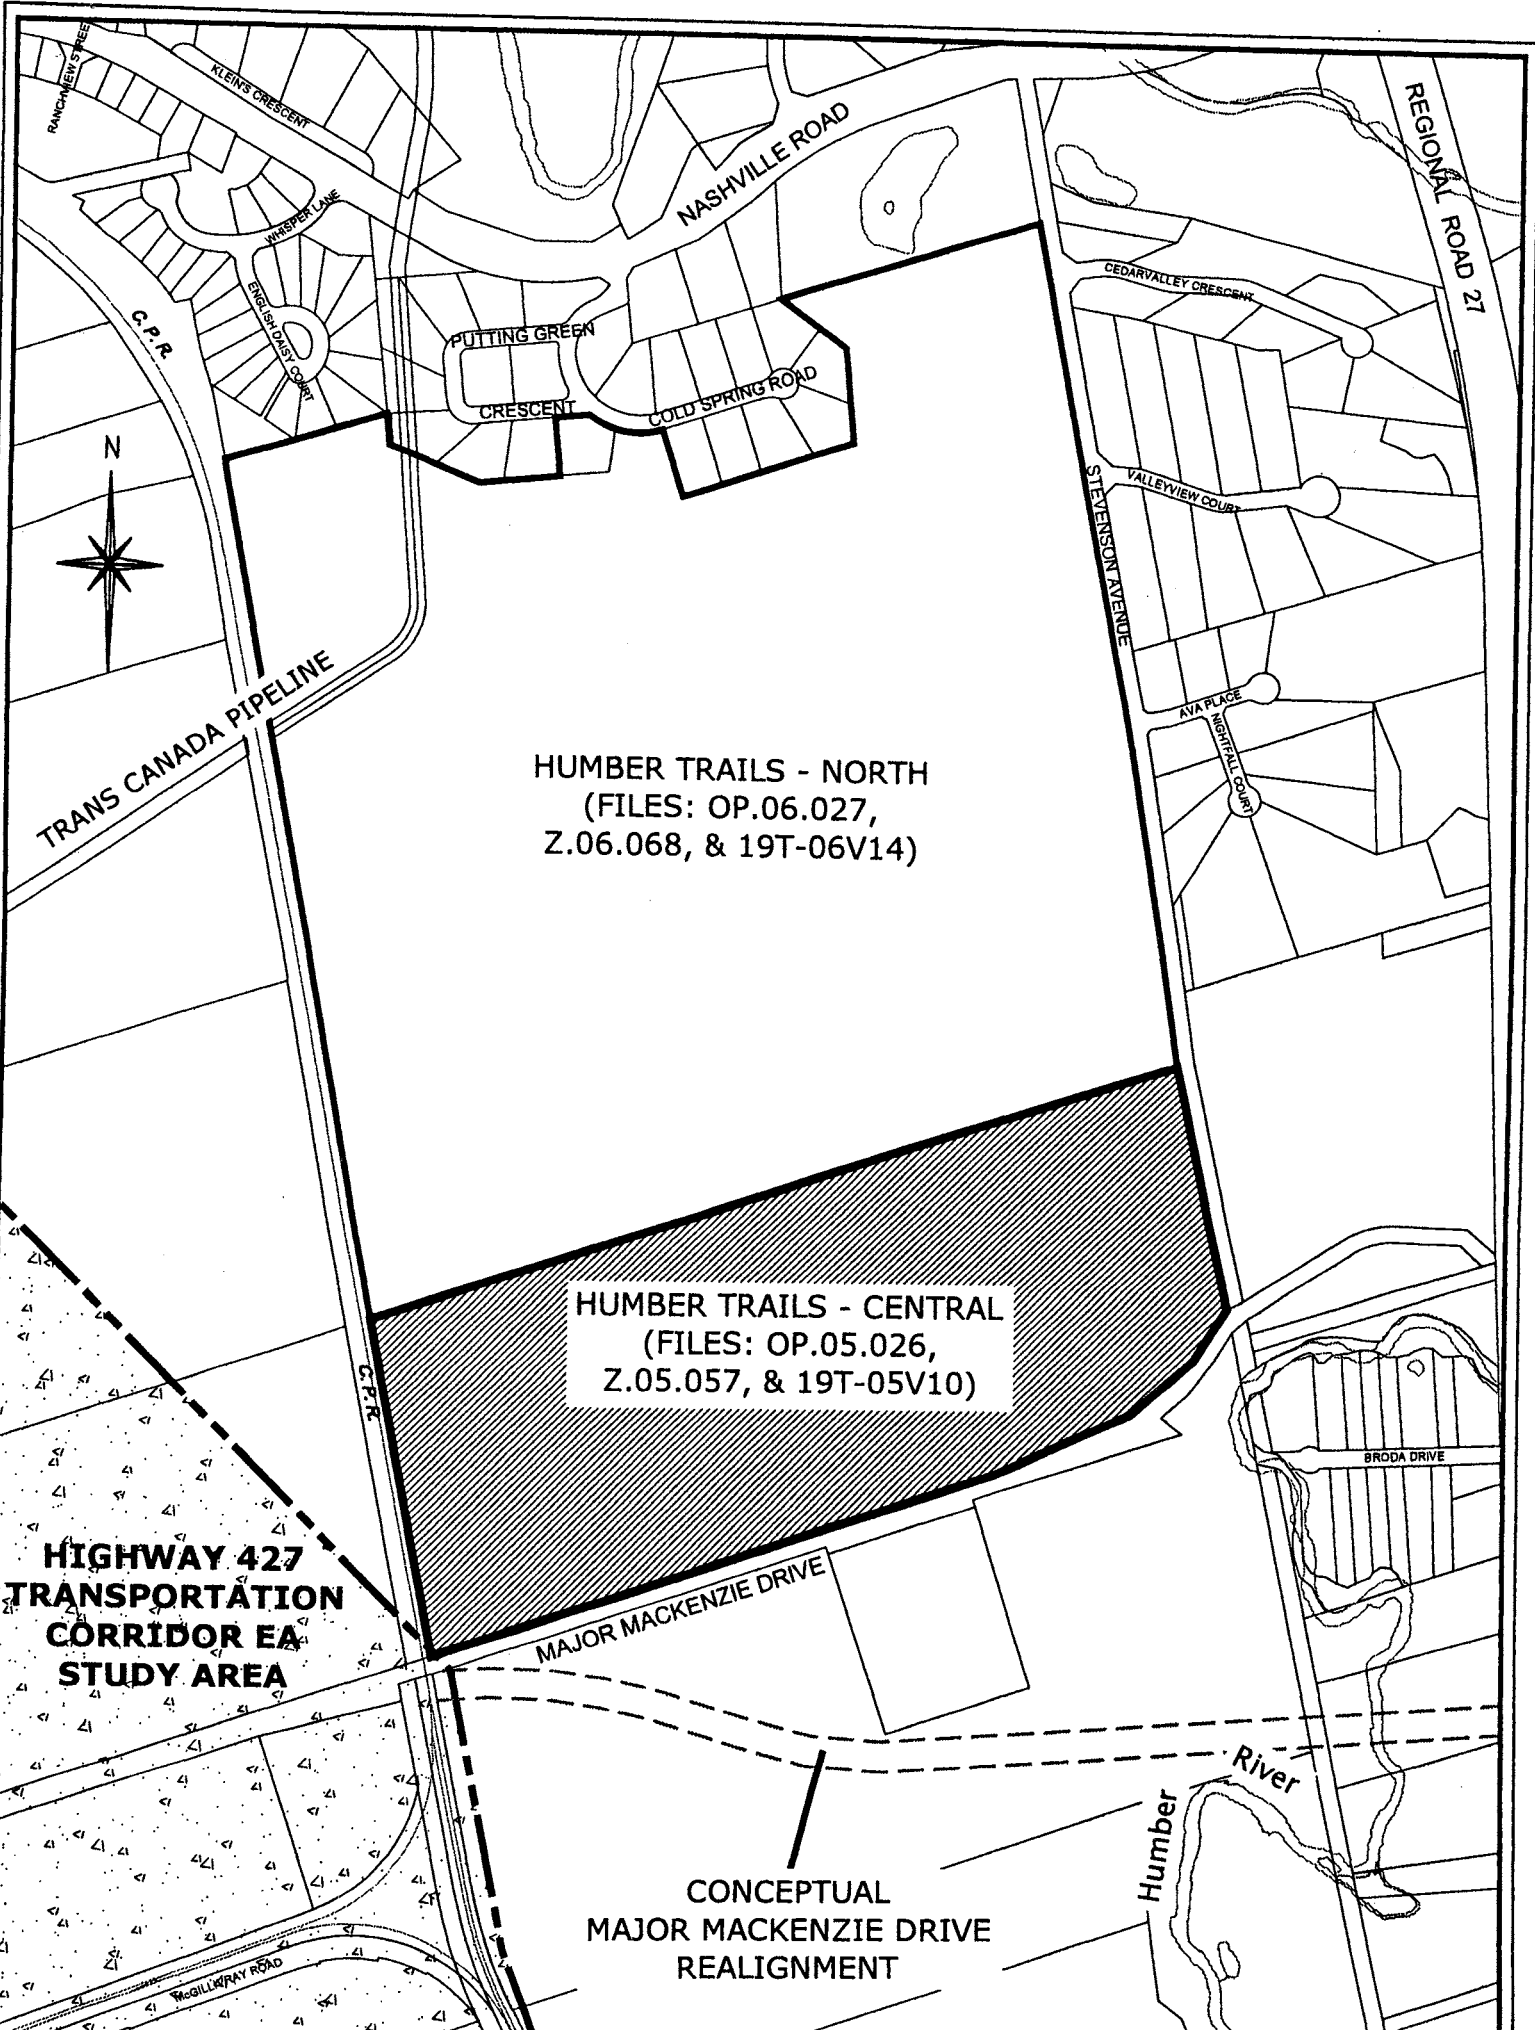 RANCHVIEW STREET
KLEIN'S CRESCENT
NASHVILLE ROAD
REGIONAL ROAD 27
WHISPER LANE
ENGLISH DAISY COURT
C.P.R.
PUTTING GREEN
CRESCENT
COLD SPRING ROAD
CEDARVALLEY CRESCENT
N
STEVENSON AVENUE
VALLEYVIEW COURT
TRANS CANADA PIPELINE
AVA PLACE
NIGHTFALL COURT
HUMBER TRAILS - NORTH
(FILES: OP.06.027,
Z.06.068, & 19T-06V14)
HUMBER TRAILS - CENTRAL
(FILES: OP.05.026,
Z.05.057, & 19T-05V10)
C.P.R.
BRODA DRIVE
HIGHWAY 427
TRANSPORTATION
CORRIDOR EA
STUDY AREA
MAJOR MACKENZIE DRIVE
Humber River
CONCEPTUAL
MAJOR MACKENZIE DRIVE
REALIGNMENT
McGILLIVRAY ROAD